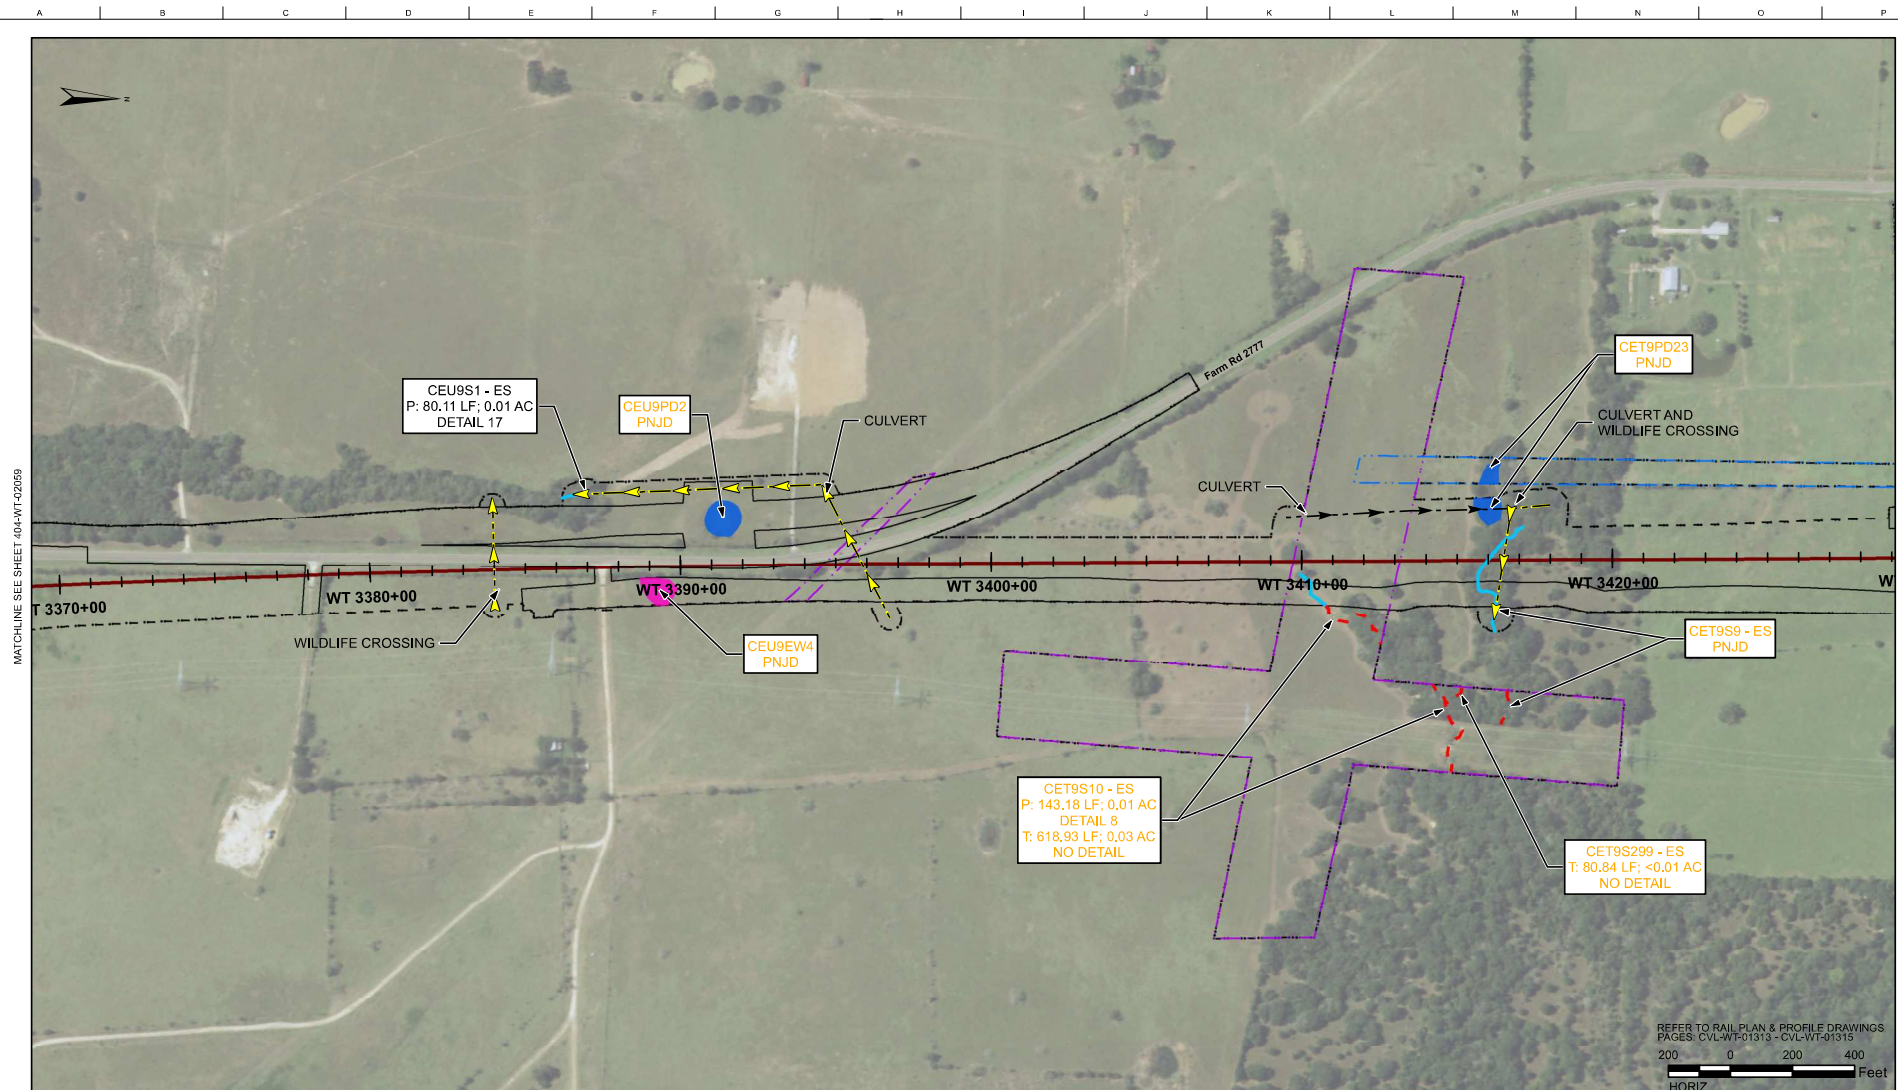 A B C D E F G H I J K L M N O P
N
MATCHLINE SEE SHEET 404-WT-02059
Farm Rd 2777
CET9PD23
PNJD
CEU9S1 - ES
P: 80.11 LF; 0.01 AC
DETAIL 17
CEU9PD2
PNJD
CULVERT
CULVERT AND
WILDLIFE CROSSING
CULVERT
T 3370+00
WT 3380+00
WT 3390+00
WT 3400+00
WT 3410+00
WT 3420+00
W
WILDLIFE CROSSING
CEU9EW4
PNJD
CET9S9 - ES
PNJD
CET9S10 - ES
P: 143.18 LF; 0.01 AC
DETAIL 8
T: 618.93 LF; 0.03 AC
NO DETAIL
CET9S299 - ES
T: 80.84 LF; <0.01 AC
NO DETAIL
REFER TO RAIL PLAN & PROFILE DRAWINGS
PAGES: CVL-WT-01313 - CVL-WT-01315
200 0 200 400
Feet
HORIZ